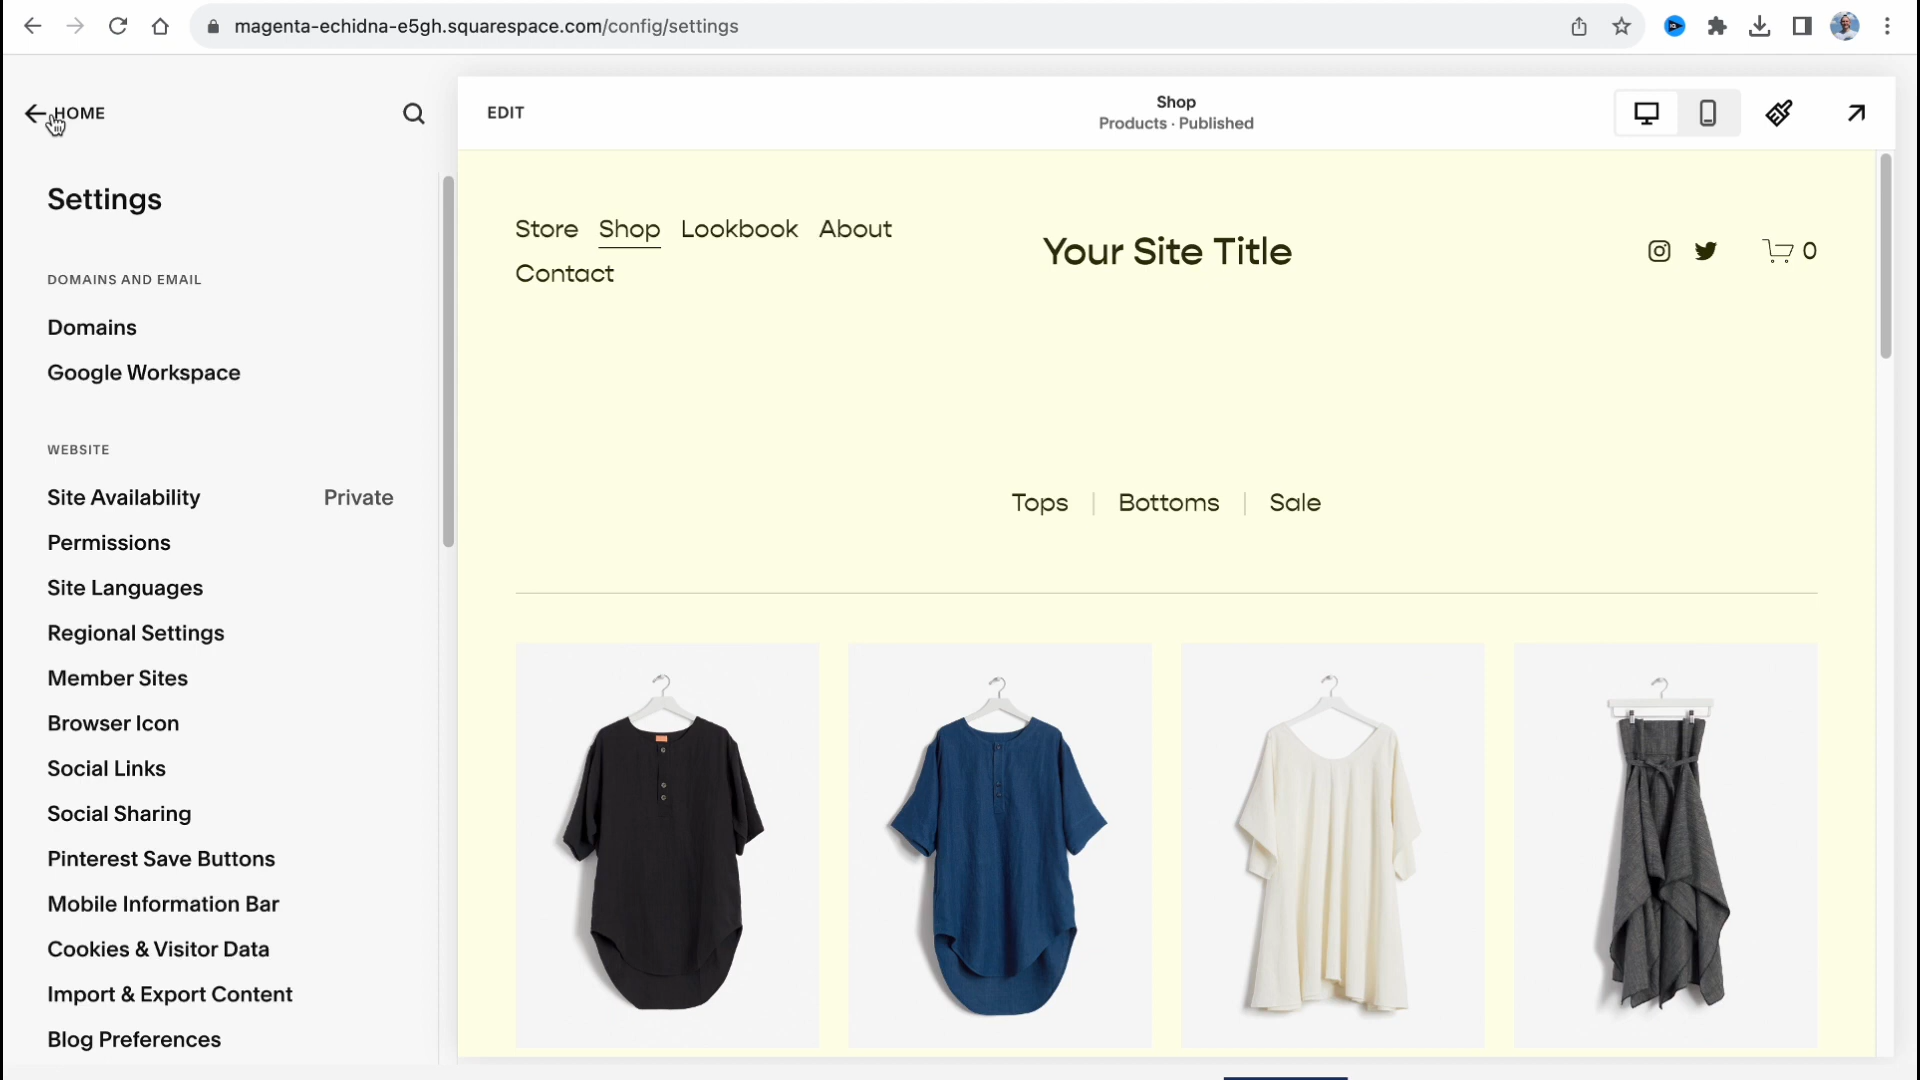 magenta-echidna-e5gh.squarespace.com/config/settings
HOME
EDIT
Shop
Products · Published
Settings
DOMAINS AND EMAIL
Domains
Google Workspace
WEBSITE
Site Availability Private
Permissions
Site Languages
Regional Settings
Member Sites
Browser Icon
Social Links
Social Sharing
Pinterest Save Buttons
Mobile Information Bar
Cookies & Visitor Data
Import & Export Content
Blog Preferences
Store Shop Lookbook About
Contact
Your Site Title
0
Tops | Bottoms | Sale